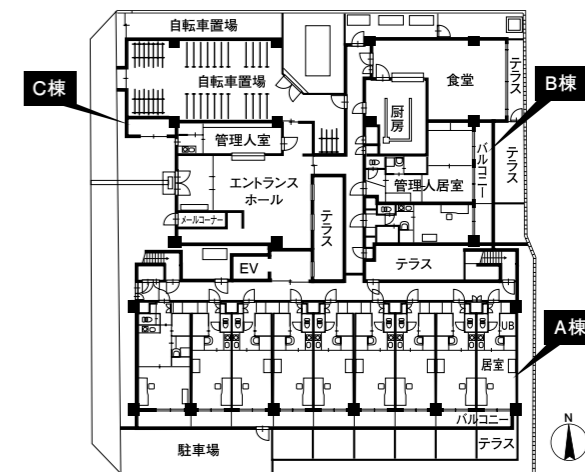 自転車置場
自転車置場
食堂
テラス
B棟
C棟
厨房
管理人室
バルコニー
テラス
エントランス
ホール
管理人居室
メールコーナー
テラス
テラス
EV
UB
A棟
居室
バルコニー
駐車場
テラス
N